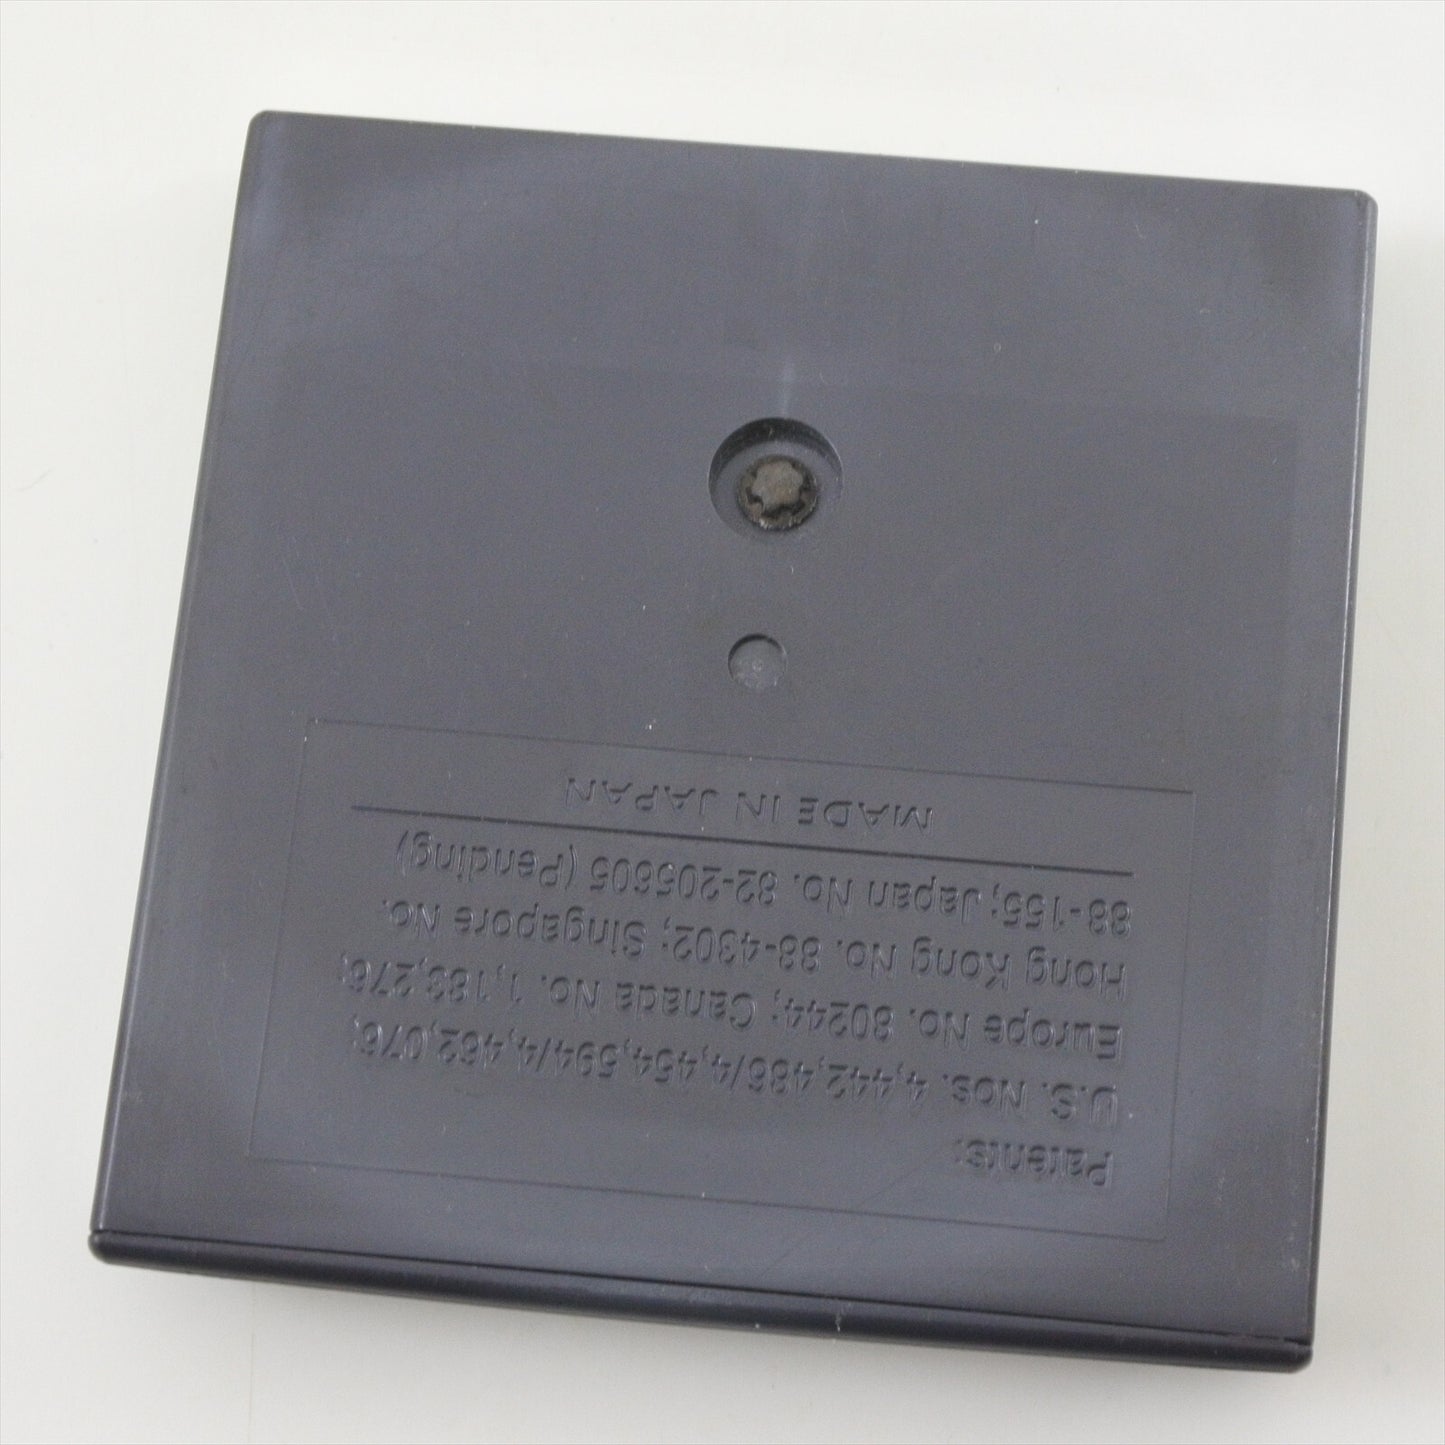 Patents:
U.S. Nos. 4,442,486/4,454,594/4,462,076;
Europe No. 80244; Canada No. 1,183,276;
Hong Kong No. 88-4302; Singapore No.
88-155; Japan No. 82-205605 (Pending)
MADE IN JAPAN